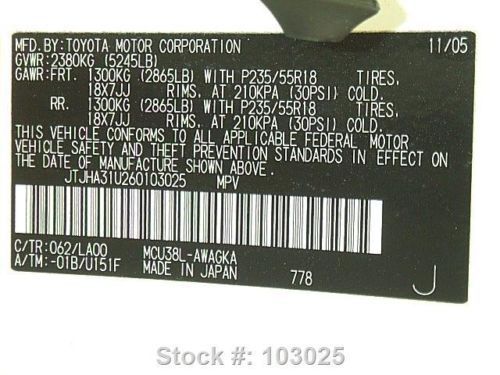 MFD. BY: TOYOTA MOTOR CORPORATION 11/05
GVWR: 2380KG (5245LB)
GAWR: FRT. 1300KG (2865LB) WITH P235/55R18 TIRES,
18X7JJ RIMS, AT 210KPA (30PSI) COLD.
RR. 1300KG (2865LB) WITH P235/55R18 TIRES,
18X7JJ RIMS, AT 210KPA (30PSI) COLD.
THIS VEHICLE CONFORMS TO ALL APPLICABLE FEDERAL MOTOR
VEHICLE SAFETY AND THEFT PREVENTION STANDARDS IN EFFECT ON
THE DATE OF MANUFACTURE SHOWN ABOVE.
JTJHA31U260103025 MPV
C/TR: 062/LA00 MCU38L-AWAGKA
A/TM: -01B/U151F MADE IN JAPAN 778 J
Stock #: 103025